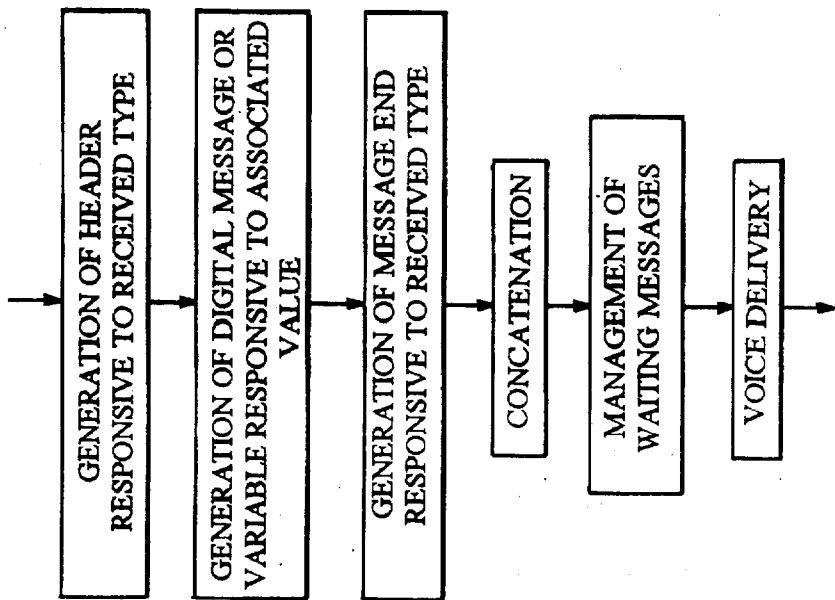 GENERATION OF HEADER
RESPONSIVE TO RECEIVED TYPE
GENERATION OF DIGITAL MESSAGE OR
VARIABLE RESPONSIVE TO ASSOCIATED
VALUE
GENERATION OF MESSAGE END
RESPONSIVE TO RECEIVED TYPE
CONCATENATION
MANAGEMENT OF
WAITING MESSAGES
VOICE DELIVERY